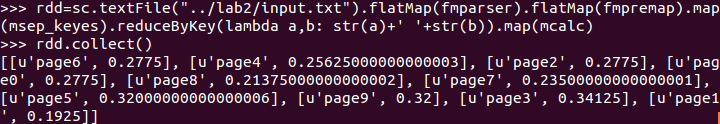 >>> rdd=sc.textFile("../lab2/input.txt").flatMap(fmparser).flatMap(fmpremap).map
(msep_keyes).reduceByKey(lambda a,b: str(a)+' '+str(b)).map(mcalc)
>>> rdd.collect()
[[u'page6', 0.2775], [u'page4', 0.25625000000000003], [u'page2', 0.2775], [u'pag
e0', 0.2775], [u'page8', 0.21375000000000002], [u'page7', 0.23500000000000001],
[u'page5', 0.32000000000000006], [u'page9', 0.32], [u'page3', 0.34125], [u'page1
', 0.1925]]